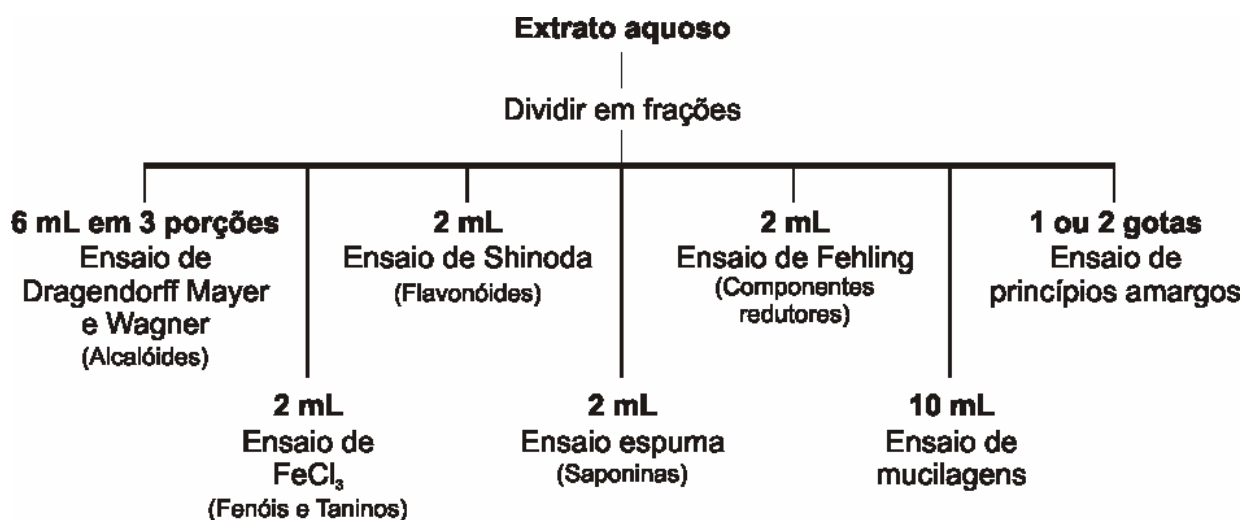 Extrato aquoso
Dividir em frações
6 mL em 3 porções
Ensaio de
Dragendorff Mayer
e Wagner
(Alcalóides)
2 mL
Ensaio de
FeCl₃
(Fenóis e Taninos)
2 mL
Ensaio de Shinoda
(Flavonóides)
2 mL
Ensaio espuma
(Saponinas)
2 mL
Ensaio de Fehling
(Componentes
redutores)
10 mL
Ensaio de
mucilagens
1 ou 2 gotas
Ensaio de
princípios amargos